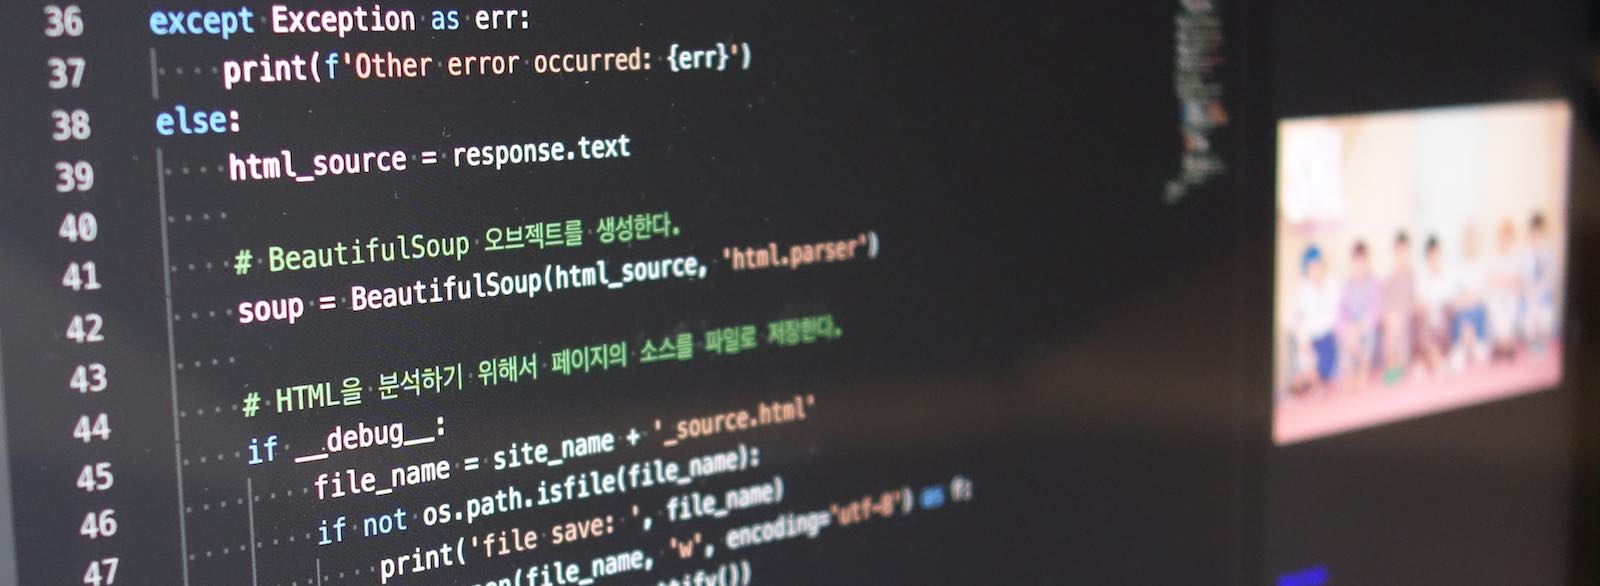 36 except Exception as err:
37 print(f'Other error occurred: {err}')
38 else:
39 html_source = response.text
40
41 # BeautifulSoup 오브젝트를 생성한다.
42 soup = BeautifulSoup(html_source, 'html.parser')
43
44 # HTML을 분석하기 위해서 페이지의 소스를 파일로 저장한다.
45 if __debug__:
46 file_name = site_name + '_source.html'
47 if not os.path.isfile(file_name):
print('file save: ', file_name)
(file_name, 'w', encoding='utf-8') as f: